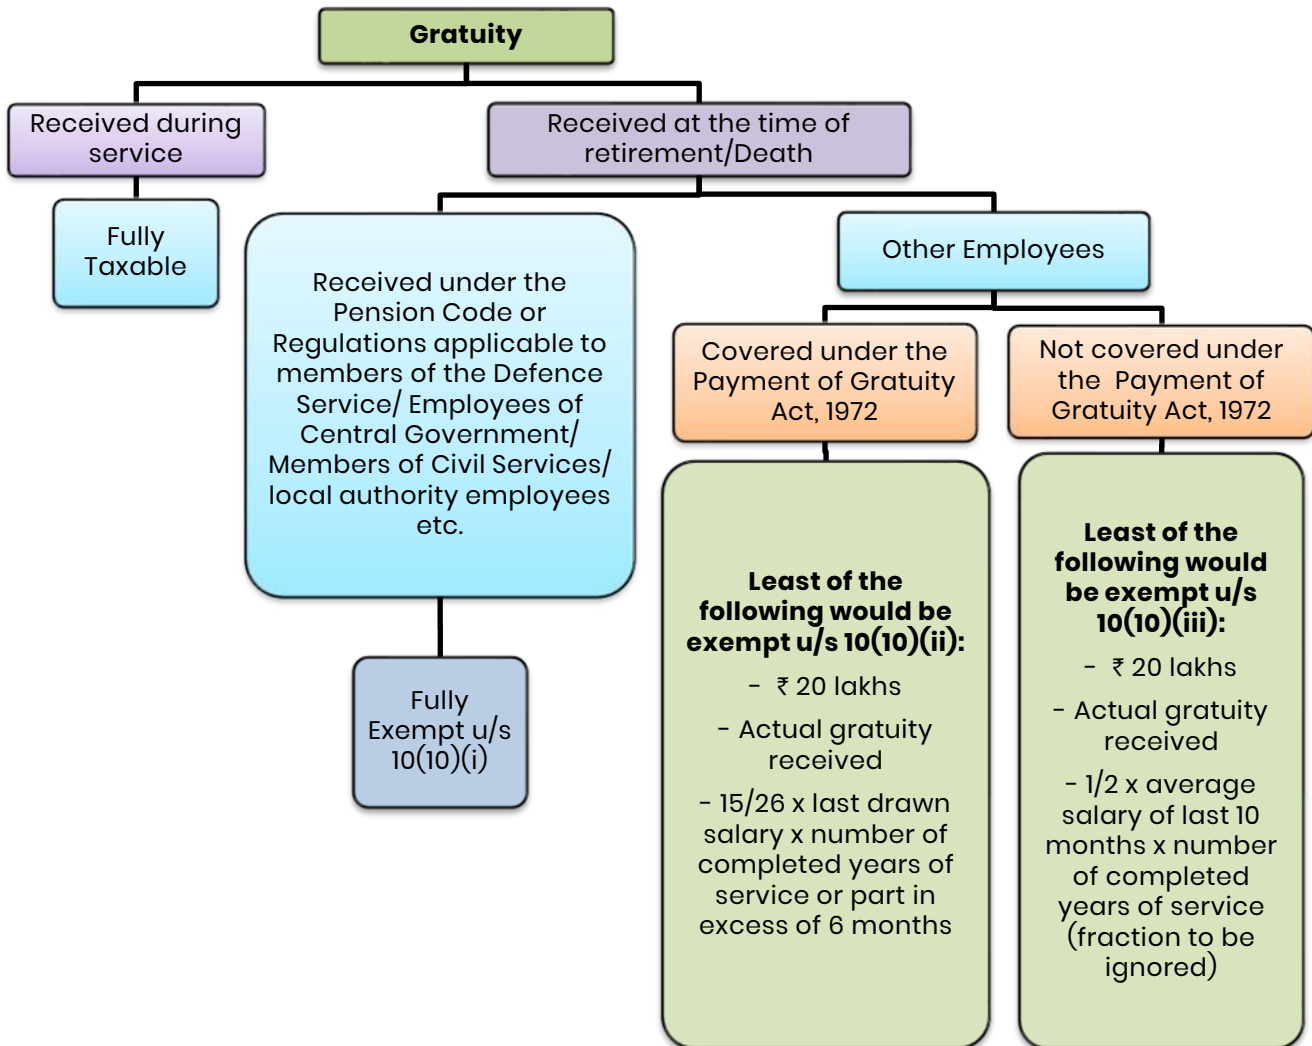 Gratuity
Received during
service
Received at the time of
retirement/Death
Fully
Taxable
Received under the
Pension Code or
Regulations applicable to
members of the Defence
Service/ Employees of
Central Government/
Members of Civil Services/
local authority employees
etc.
Other Employees
Covered under the
Payment of Gratuity
Act, 1972
Not covered under
the Payment of
Gratuity Act, 1972
Fully
Exempt u/s
10(10)(i)
Least of the
following would be
exempt u/s 10(10)(ii):
- ₹ 20 lakhs
- Actual gratuity
received
- 15/26 x last drawn
salary x number of
completed years of
service or part in
excess of 6 months
Least of the
following would
be exempt u/s
10(10)(iii):
- ₹ 20 lakhs
- Actual gratuity
received
- 1/2 x average
salary of last 10
months x number
of completed
years of service
(fraction to be
ignored)